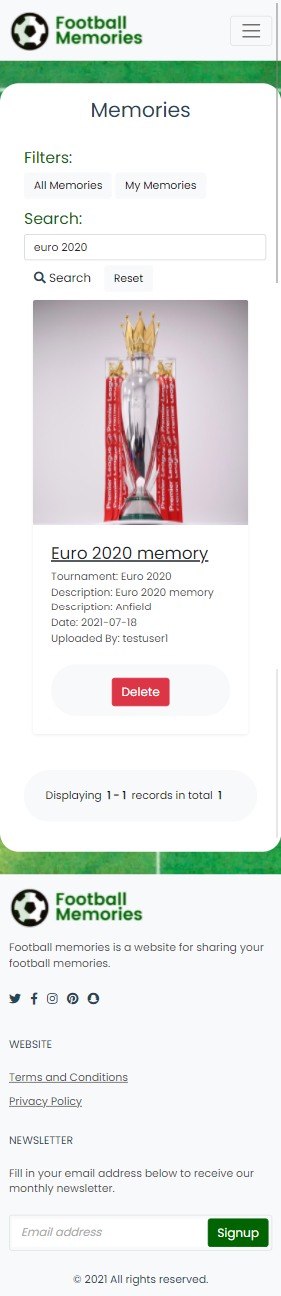 Football
Memories
Memories
Filters:
All Memories My Memories
Search:
euro 2020
Search Reset
Premier League
Premier League
Euro 2020 memory
Tournament: Euro 2020
Description: Euro 2020 memory
Description: Anfield
Date: 2021-07-18
Uploaded By: testuser1
Delete
Displaying 1 - 1 records in total 1
Football
Memories
Football memories is a website for sharing your
football memories.
WEBSITE
Terms and Conditions
Privacy Policy
NEWSLETTER
Fill in your email address below to receive our
monthly newsletter.
Email address Signup
© 2021 All rights reserved.